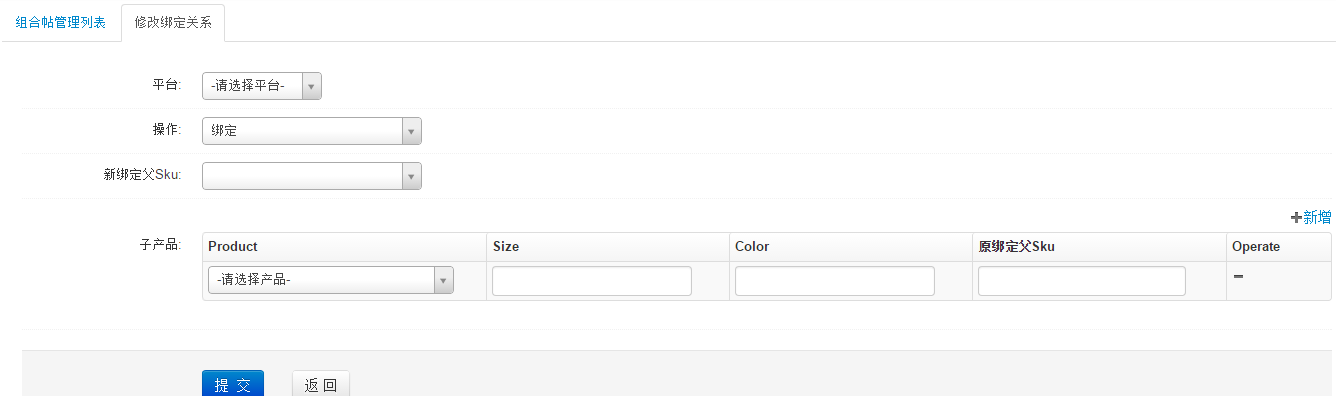 组合帖管理列表 修改绑定关系
平台: -请选择平台-
操作: 绑定
新绑定父Sku:
新增
子产品: Product Size Color 原绑定父Sku Operate
-请选择产品-
提 交 返 回